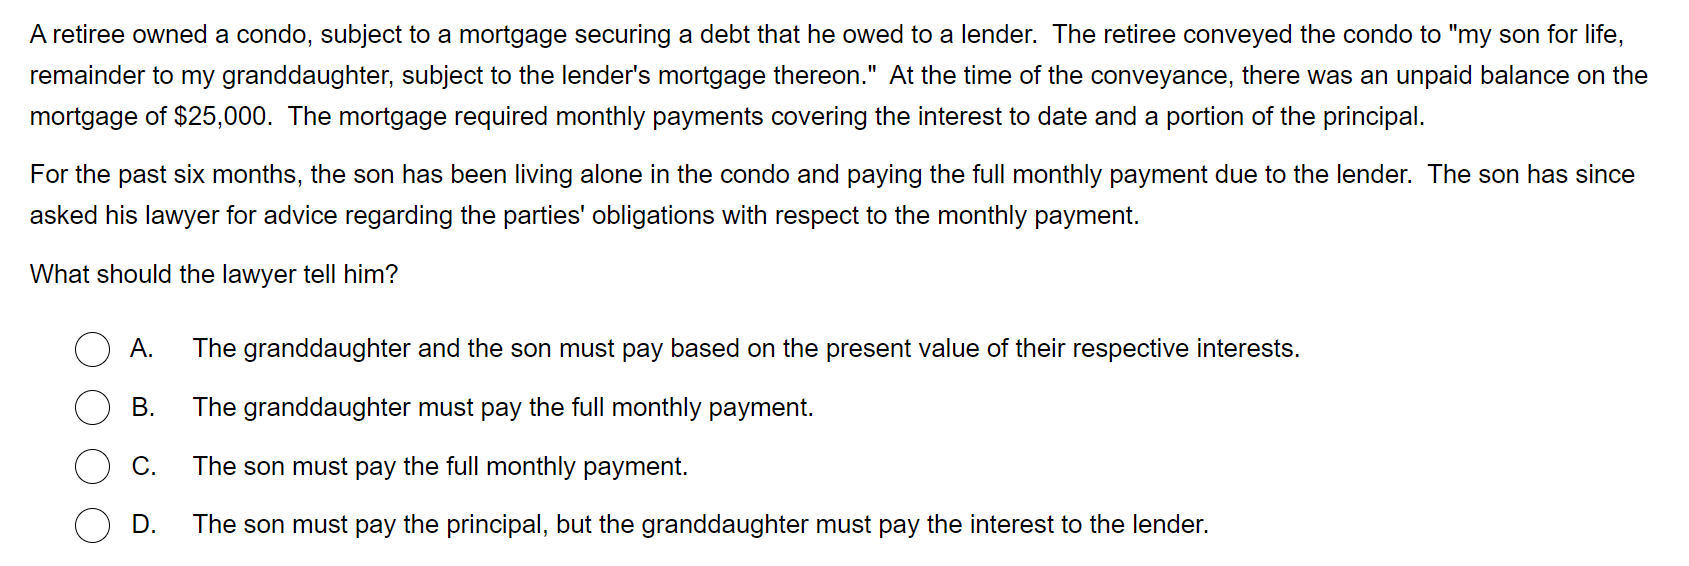 A retiree owned a condo, subject to a mortgage securing a debt that he owed to a lender.  The retiree conveyed the condo to "my son for life,
remainder to my granddaughter, subject to the lender's mortgage thereon."  At the time of the conveyance, there was an unpaid balance on the
mortgage of $25,000.  The mortgage required monthly payments covering the interest to date and a portion of the principal.
For the past six months, the son has been living alone in the condo and paying the full monthly payment due to the lender.  The son has since
asked his lawyer for advice regarding the parties' obligations with respect to the monthly payment.
What should the lawyer tell him?
A. The granddaughter and the son must pay based on the present value of their respective interests.
B. The granddaughter must pay the full monthly payment.
C. The son must pay the full monthly payment.
D. The son must pay the principal, but the granddaughter must pay the interest to the lender.